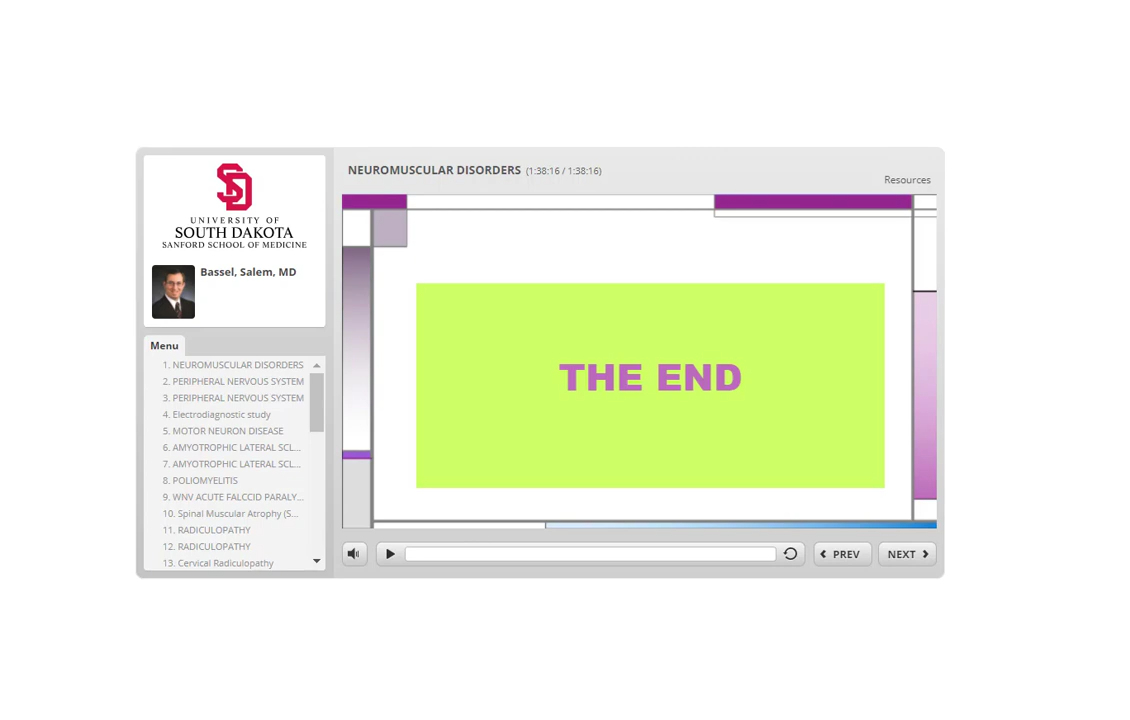 UNIVERSITY OF
SOUTH DAKOTA
SANFORD SCHOOL OF MEDICINE
Bassel, Salem, MD
Menu
1. NEUROMUSCULAR DISORDERS
2. PERIPHERAL NERVOUS SYSTEM
3. PERIPHERAL NERVOUS SYSTEM
4. Electrodiagnostic study
5. MOTOR NEURON DISEASE
6. AMYOTROPHIC LATERAL SCL...
7. AMYOTROPHIC LATERAL SCL...
8. POLIOMYELITIS
9. WNV ACUTE FALCCID PARALY...
10. Spinal Muscular Atrophy (S...
11. RADICULOPATHY
12. RADICULOPATHY
13. Cervical Radiculopathy
NEUROMUSCULAR DISORDERS (1:38:16 / 1:38:16)
Resources
THE END
PREV
NEXT